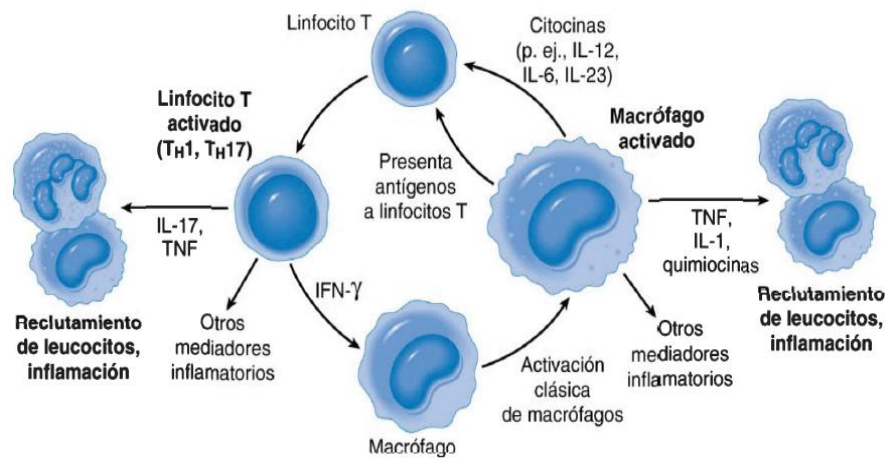 Linfocito T
Citocinas
(p. ej., IL-12,
IL-6, IL-23)
Linfocito T
activado
(TH1, TH17)
Macrófago
activado
Presenta
antígenos
a linfocitos T
IL-17,
TNF
TNF,
IL-1,
quimiocinas
IFN-γ
Reclutamiento
de leucocitos,
inflamación
Otros
mediadores
inflamatorios
Macrófago
Activación
clásica
de macrófagos
Otros
mediadores
inflamatorios
Reclutamiento
de leucocitos,
inflamación